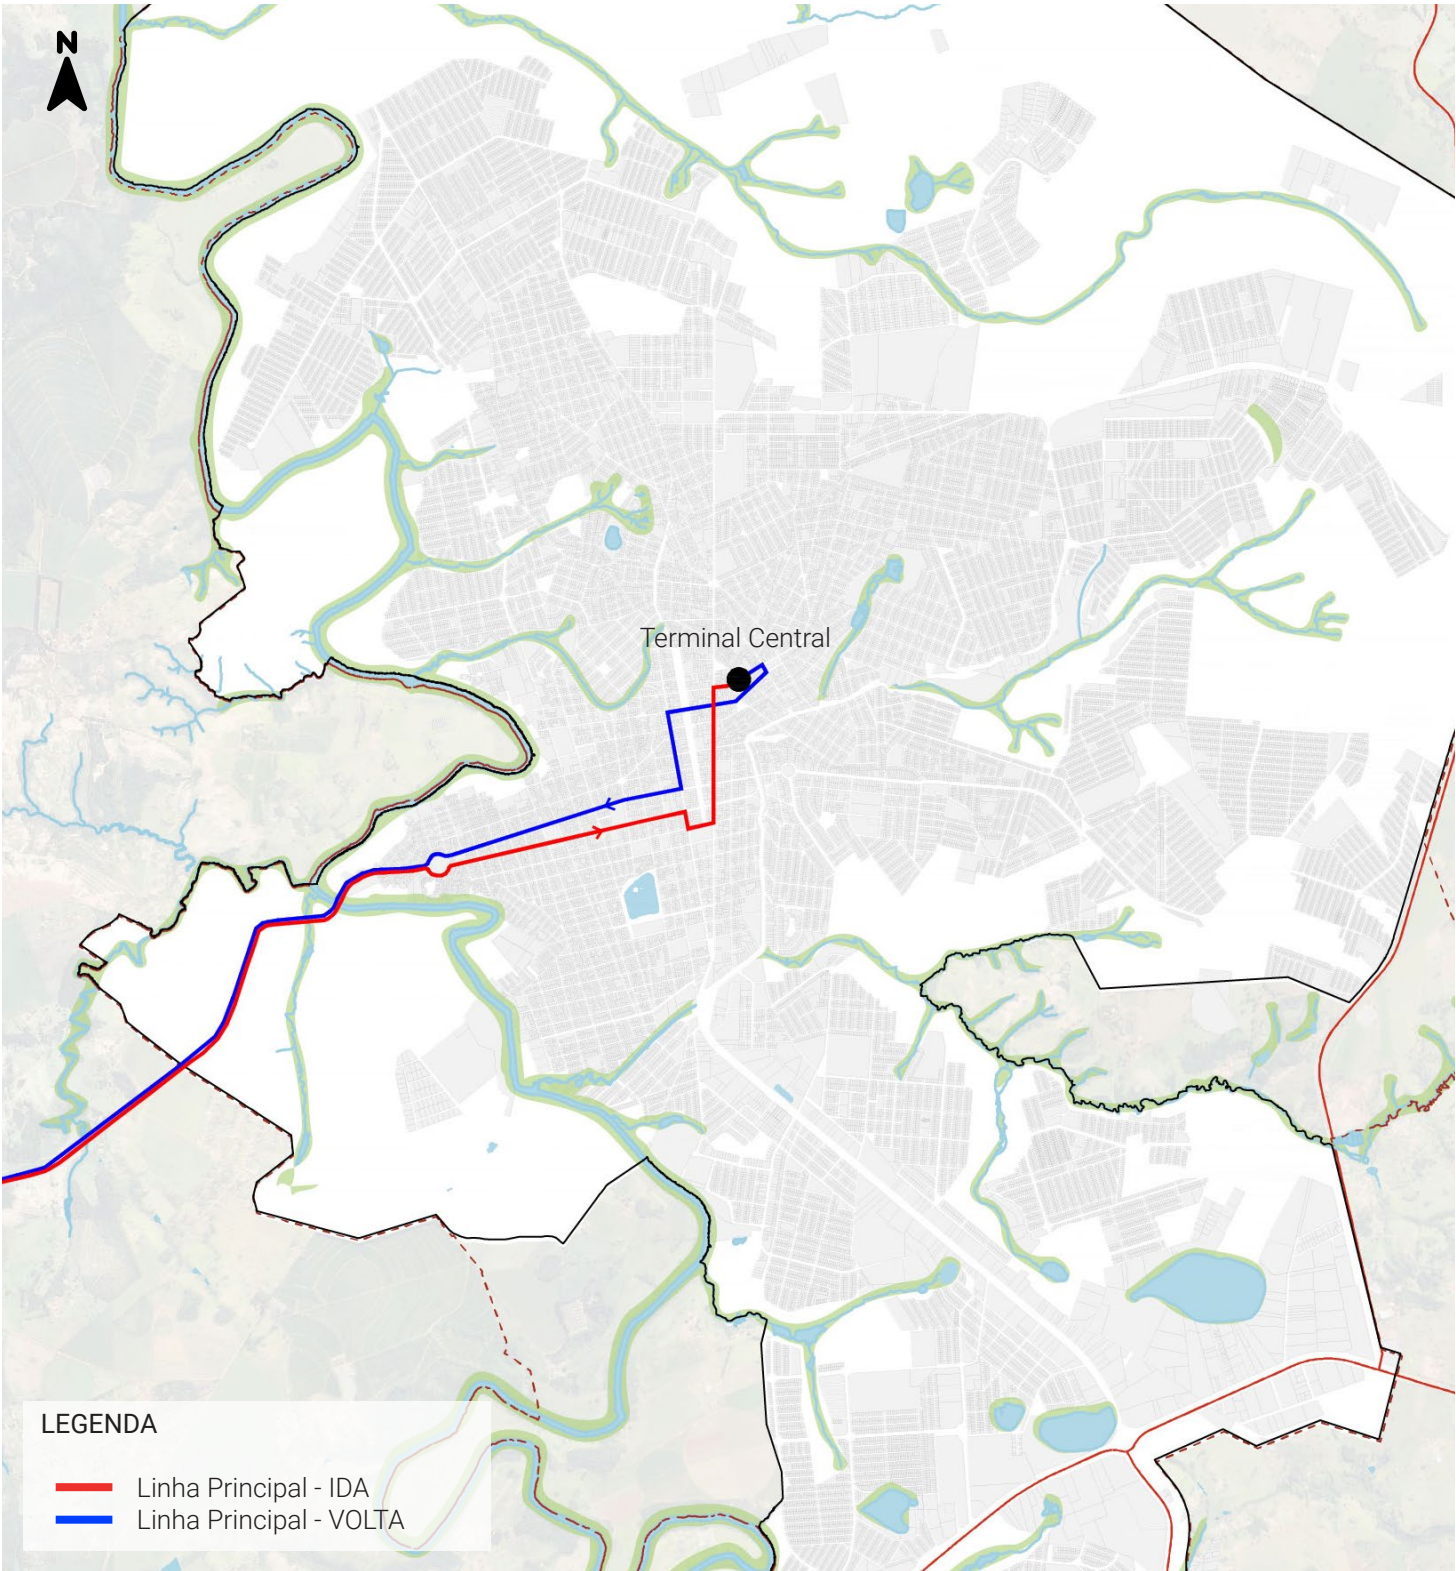 N
Terminal Central
LEGENDA
Linha Principal - IDA
Linha Principal - VOLTA